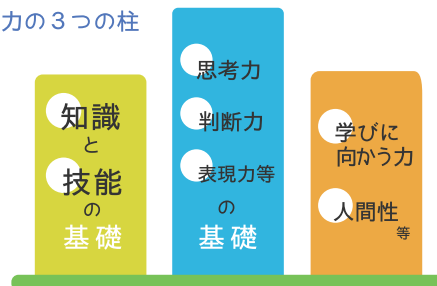 力の３つの柱
知識
と
技能
の
基礎
思考力
判断力
表現力等
の
基礎
学びに
向かう力
人間性
等